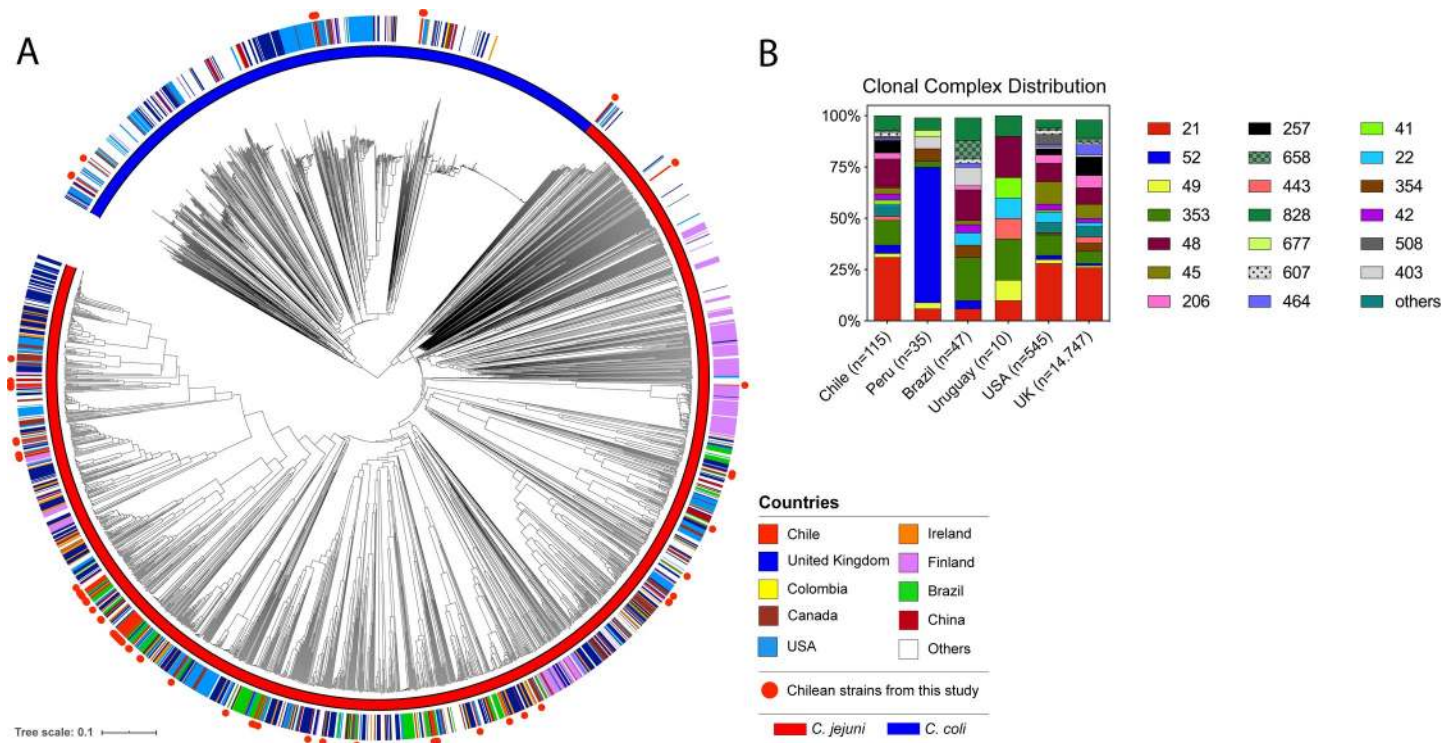 A
Tree scale: 0.1
B
Clonal Complex Distribution
100%
75%
50%
25%
0%
Chile (n=115)
Peru (n=35)
Brazil (n=47)
Uruguay (n=10)
USA (n=545)
UK (n=14,747)
21 257 41
52 658 22
49 443 354
353 828 42
48 677 508
45 607 403
206 464 others
Countries
Chile Ireland
United Kingdom Finland
Colombia Brazil
Canada China
USA Others
Chilean strains from this study
C. jejuni C. coli